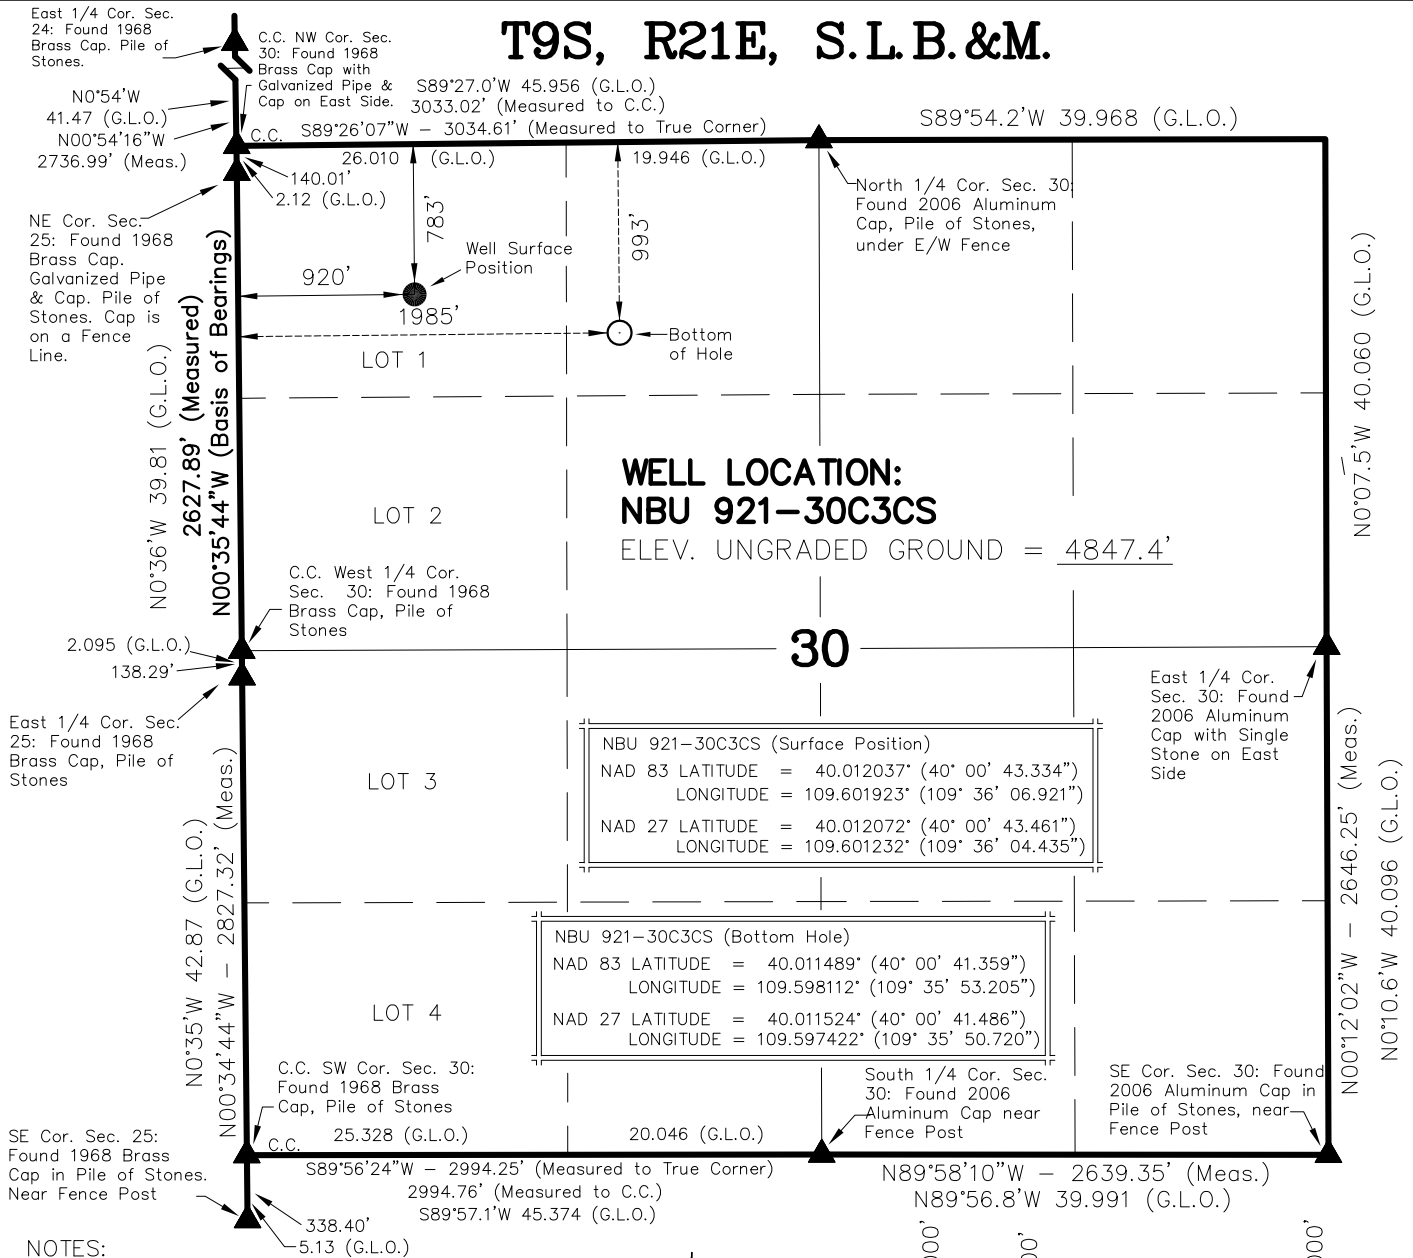 T9S, R21E, S.L.B.&M.
East 1/4 Cor. Sec.
24: Found 1968
Brass Cap. Pile of
Stones.
C.C. NW Cor. Sec.
30: Found 1968
Brass Cap with
Galvanized Pipe &
Cap on East Side.
S89°27.0'W 45.956 (G.L.O.)
3033.02' (Measured to C.C.)
S89°26'07"W - 3034.61' (Measured to True Corner)
S89°54.2'W 39.968 (G.L.O.)
N0°54'W
41.47 (G.L.O.)
N00°54'16"W
2736.99' (Meas.)
C.C.
26.010 (G.L.O.)
19.946 (G.L.O.)
140.01'
2.12 (G.L.O.)
North 1/4 Cor. Sec. 30:
Found 2006 Aluminum
Cap, Pile of Stones,
under E/W Fence
NE Cor. Sec.
25: Found 1968
Brass Cap.
Galvanized Pipe
& Cap. Pile of
Stones. Cap is
on a Fence
Line.
783'
993'
Well Surface
Position
920'
1985'
Bottom
of Hole
LOT 1
N0°36'W 39.81 (G.L.O.)
2627.89' (Measured)
N00°35'44"W (Basis of Bearings)
N0°07.5'W 40.060 (G.L.O.)
WELL LOCATION:
NBU 921-30C3CS
ELEV. UNGRADED GROUND = 4847.4'
LOT 2
C.C. West 1/4 Cor.
Sec. 30: Found 1968
Brass Cap, Pile of
Stones
2.095 (G.L.O.)
138.29'
30
East 1/4 Cor. Sec.
25: Found 1968
Brass Cap, Pile of
Stones
East 1/4 Cor.
Sec. 30: Found
2006 Aluminum
Cap with Single
Stone on East
Side
LOT 3
NBU 921-30C3CS (Surface Position)
NAD 83 LATITUDE = 40.012037° (40° 00' 43.334")
LONGITUDE = 109.601923° (109° 36' 06.921")
NAD 27 LATITUDE = 40.012072° (40° 00' 43.461")
LONGITUDE = 109.601232° (109° 36' 04.435")
N0°35'W 42.87 (G.L.O.)
N00°34'44"W - 2827.32' (Meas.)
N00°12'02"W - 2646.25' (Meas.)
N0°10.6'W 40.096 (G.L.O.)
NBU 921-30C3CS (Bottom Hole)
NAD 83 LATITUDE = 40.011489° (40° 00' 41.359")
LONGITUDE = 109.598112° (109° 35' 53.205")
NAD 27 LATITUDE = 40.011524° (40° 00' 41.486")
LONGITUDE = 109.597422° (109° 35' 50.720")
LOT 4
C.C. SW Cor. Sec. 30:
Found 1968 Brass
Cap, Pile of Stones
South 1/4 Cor. Sec.
30: Found 2006
Aluminum Cap near
Fence Post
SE Cor. Sec. 30: Found
2006 Aluminum Cap in
Pile of Stones, near
Fence Post
SE Cor. Sec. 25:
Found 1968 Brass
Cap in Pile of Stones.
Near Fence Post
C.C.
25.328 (G.L.O.)
20.046 (G.L.O.)
S89°56'24"W - 2994.25' (Measured to True Corner)
2994.76' (Measured to C.C.)
S89°57.1'W 45.374 (G.L.O.)
N89°58'10"W - 2639.35' (Meas.)
N89°56.8'W 39.991 (G.L.O.)
338.40'
5.13 (G.L.O.)
NOTES: